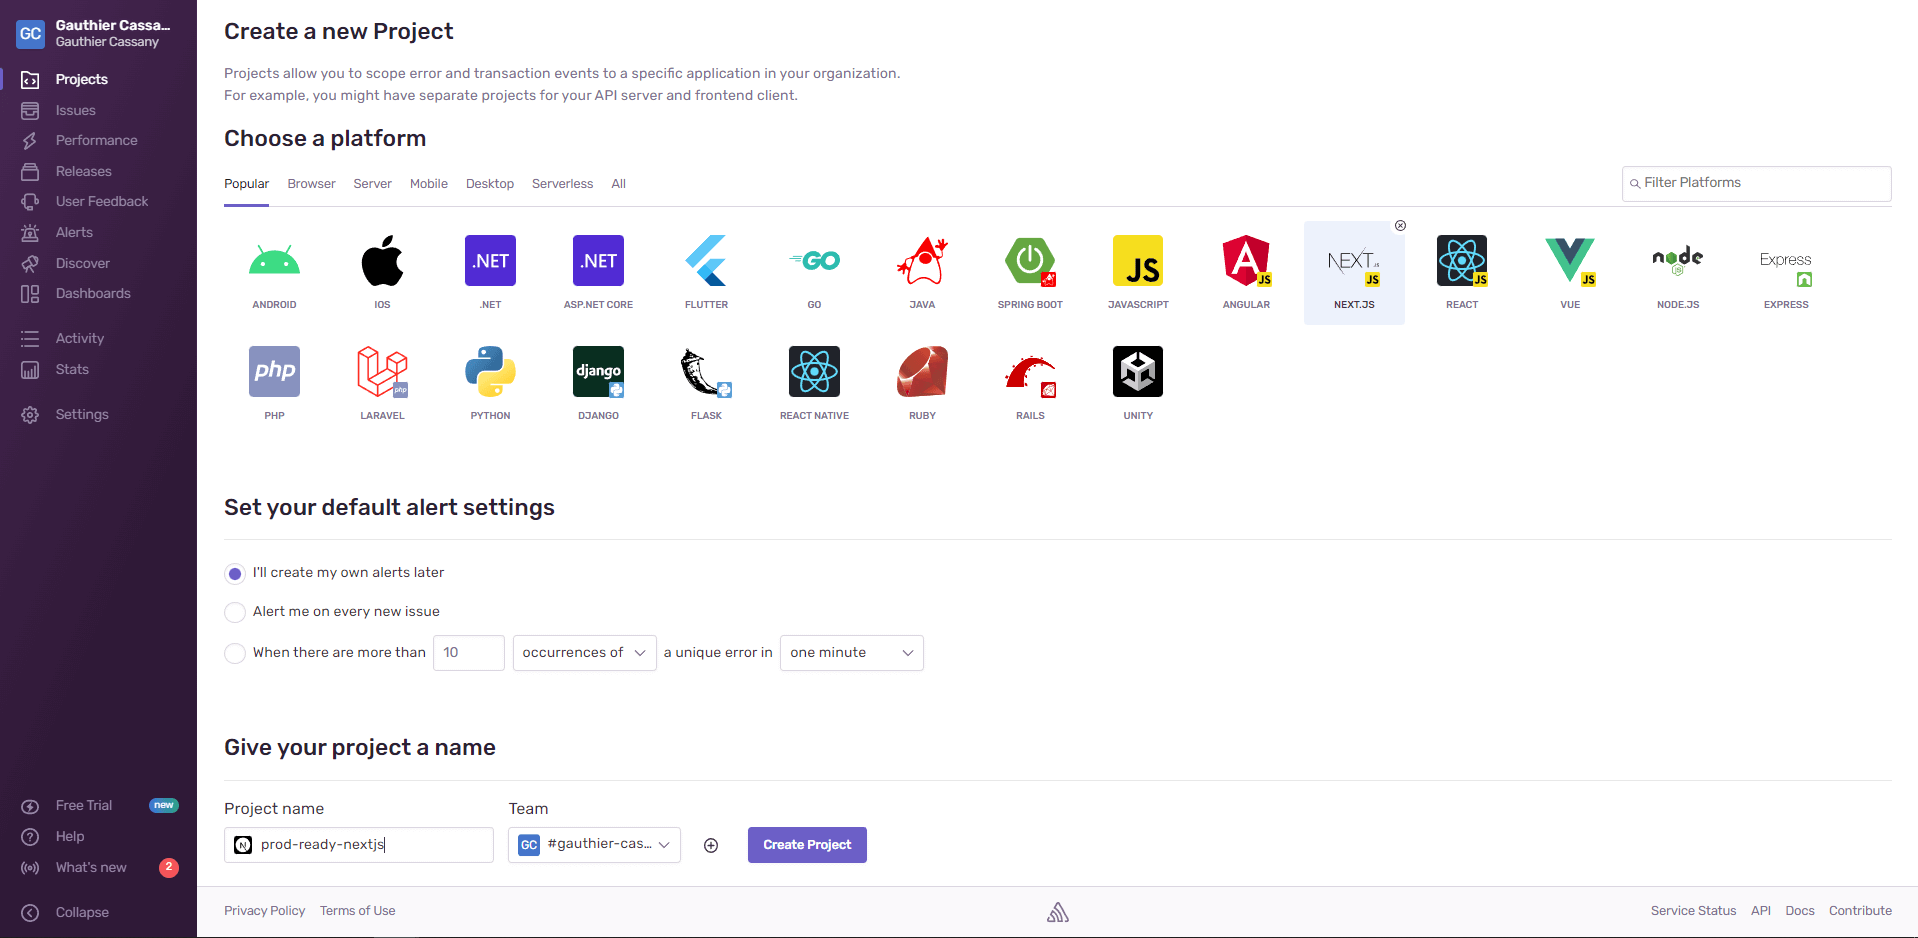 GC
Gauthier Cassa...
Gauthier Cassany
Projects
Issues
Performance
Releases
User Feedback
Alerts
Discover
Dashboards
Activity
Stats
Settings
Free Trial new
Help
What's new 2
Collapse
Create a new Project
Projects allow you to scope error and transaction events to a specific application in your organization.
For example, you might have separate projects for your API server and frontend client.
Choose a platform
Popular Browser Server Mobile Desktop Serverless All
Filter Platforms
.NET .NET GO JS JS NEXT.JS JS JS JS node JS Express
ANDROID IOS .NET ASP.NET CORE FLUTTER GO JAVA SPRING BOOT JAVASCRIPT ANGULAR NEXT.JS REACT VUE NODE.JS EXPRESS
php php django
PHP LARAVEL PYTHON DJANGO FLASK REACT NATIVE RUBY RAILS UNITY
Set your default alert settings
I'll create my own alerts later
Alert me on every new issue
When there are more than 10 occurrences of a unique error in one minute
Give your project a name
Project name Team
N prod-ready-nextjs GC #gauthier-cas... Create Project
Privacy Policy Terms of Use Service Status API Docs Contribute